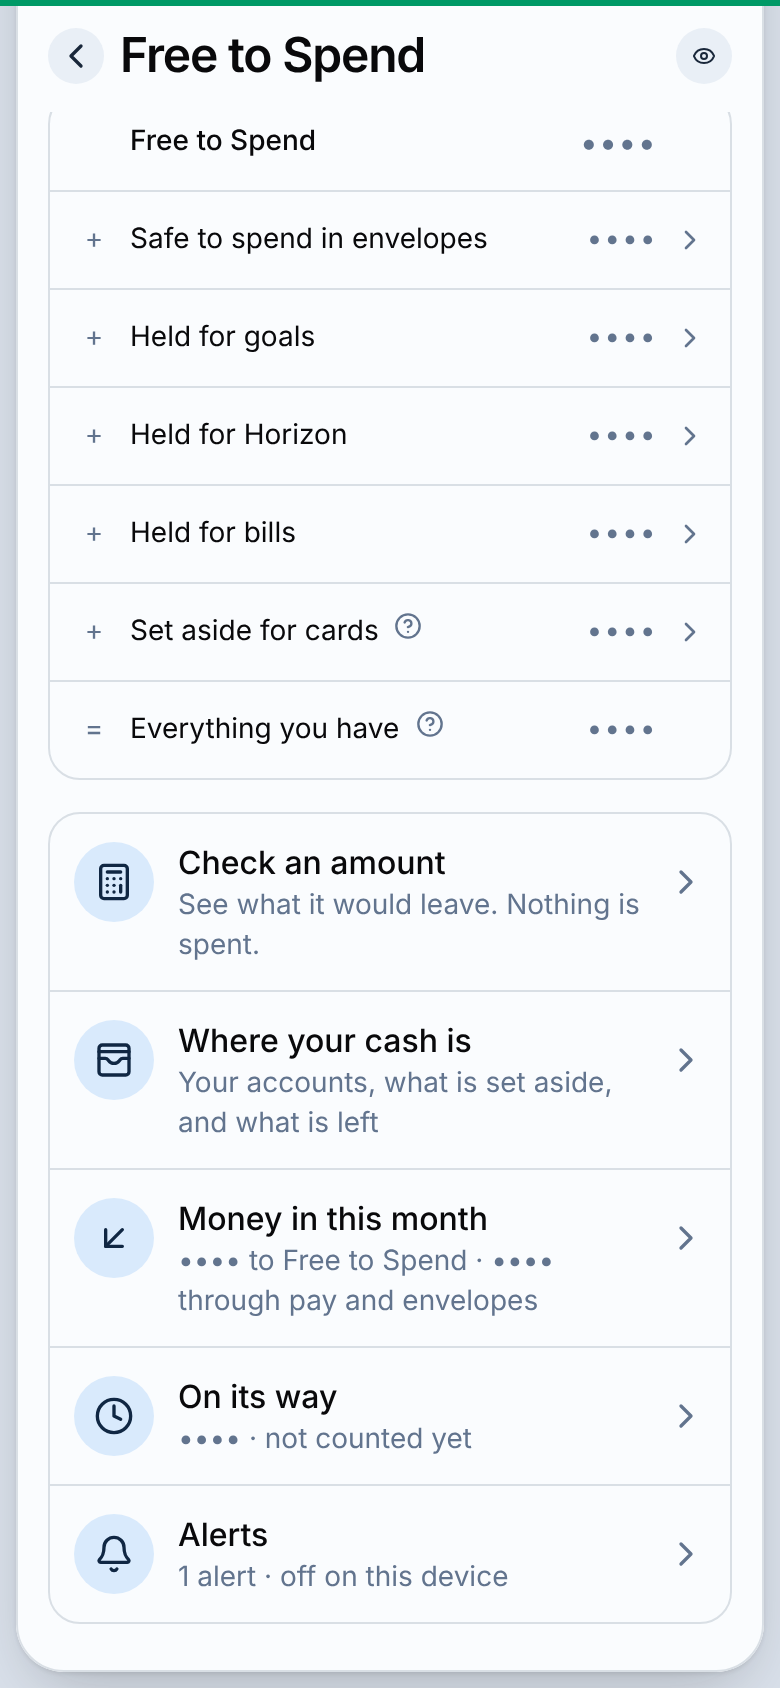 Free to Spend
Free to Spend ••••
+ Safe to spend in envelopes ••••
+ Held for goals ••••
+ Held for Horizon ••••
+ Held for bills ••••
+ Set aside for cards ? ••••
= Everything you have ? ••••
Check an amount
See what it would leave. Nothing is
spent.
Where your cash is
Your accounts, what is set aside,
and what is left
Money in this month
•••• to Free to Spend · ••••
through pay and envelopes
On its way
•••• · not counted yet
Alerts
1 alert · off on this device